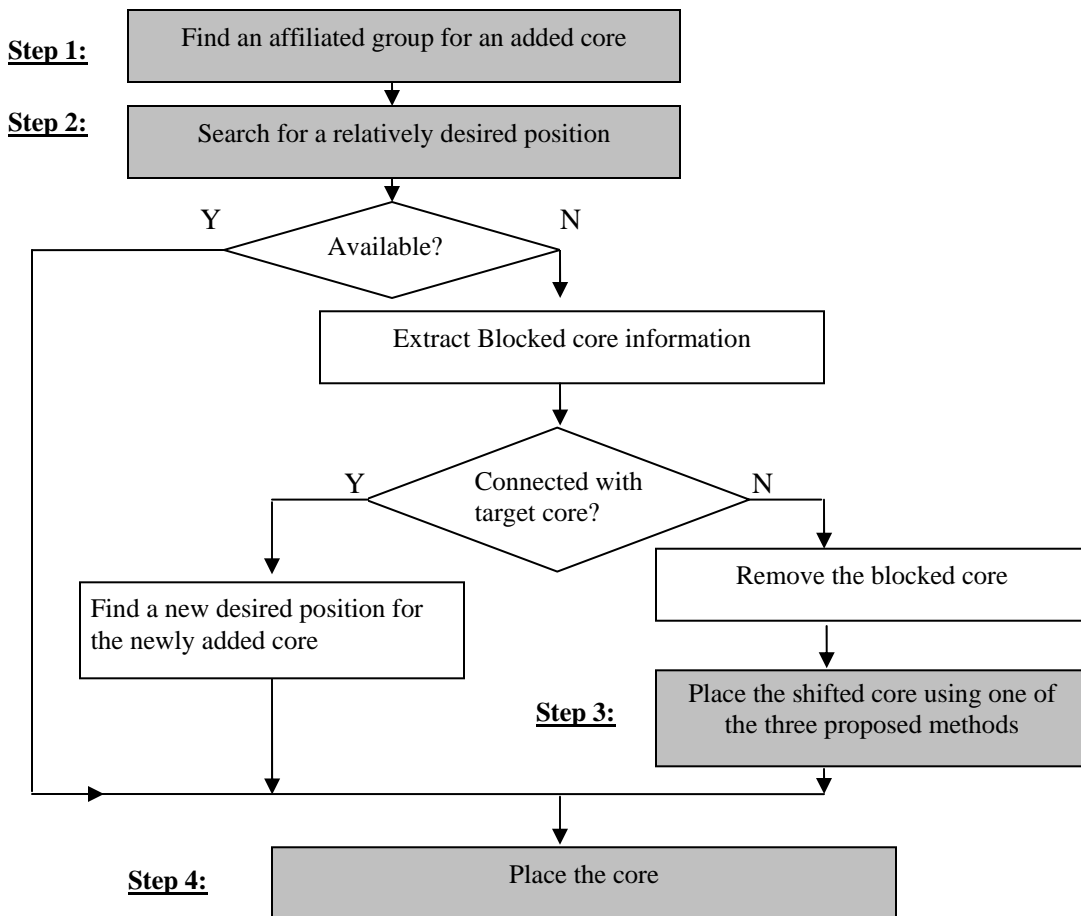 Step 1:
Find an affiliated group for an added core
Step 2:
Search for a relatively desired position
Y
N
Available?
Extract Blocked core information
Y
Connected with
target core?
N
Find a new desired position for
the newly added core
Remove the blocked core
Step 3:
Place the shifted core using one of
the three proposed methods
Step 4:
Place the core